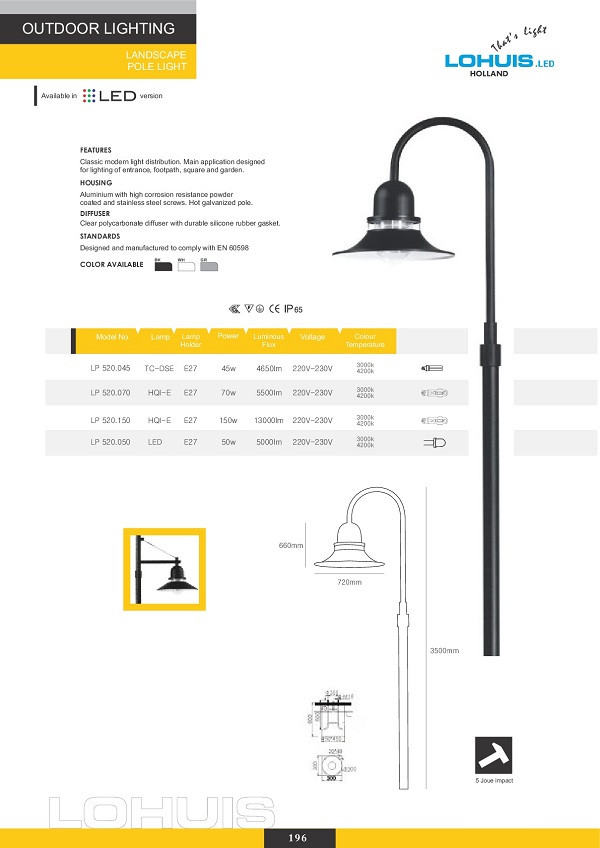 OUTDOOR LIGHTING
LANDSCAPE
POLE LIGHT
That's light
LOHUIS.LED
HOLLAND
Available in LED version
FEATURES
Classic modern light distribution. Main application designed
for lighting of entrance, footpath, square and garden.
HOUSING
Aluminium with high corrosion resistance powder
coated and stainless steel screws. Hot galvanized pole.
DIFFUSER
Clear polycarbonate diffuser with durable silicone rubber gasket.
STANDARDS
Designed and manufactured to comply with EN 60598
COLOR AVAILABLE BK WH GR
CE IP65
Model No Lamp Lamp Holder Power Luminous Flux Voltage Colour Temperature
LP 520.045 TC-DSE E27 45w 4650lm 220V-230V 3000k 4200k
LP 520.070 HQI-E E27 70w 5500lm 220V-230V 3000k 4200k
LP 520.150 HQI-E E27 150w 13000lm 220V-230V 3000k 4200k
LP 520.050 LED E27 50w 5000lm 220V-230V 3000k 4200k
660mm
720mm
3500mm
300
5 Joue impact
LOHUIS
196